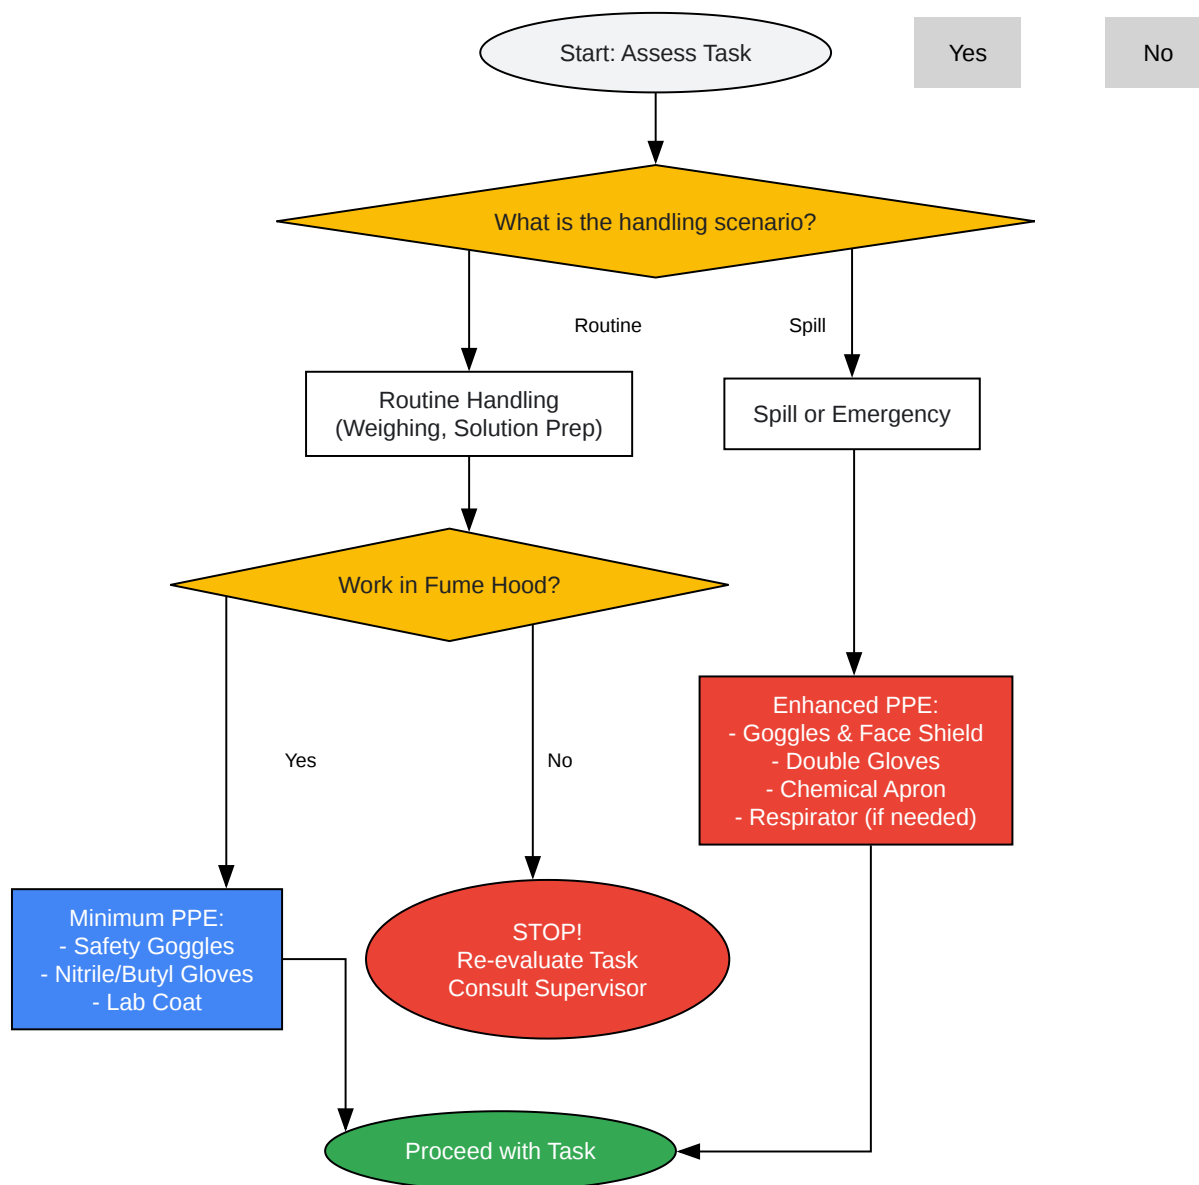 Start: Assess Task
Yes
No
What is the handling scenario?
Routine
Spill
Routine Handling
(Weighing, Solution Prep)
Spill or Emergency
Work in Fume Hood?
Yes
No
Enhanced PPE:
- Goggles & Face Shield
- Double Gloves
- Chemical Apron
- Respirator (if needed)
Minimum PPE:
- Safety Goggles
- Nitrile/Butyl Gloves
- Lab Coat
STOP!
Re-evaluate Task
Consult Supervisor
Proceed with Task